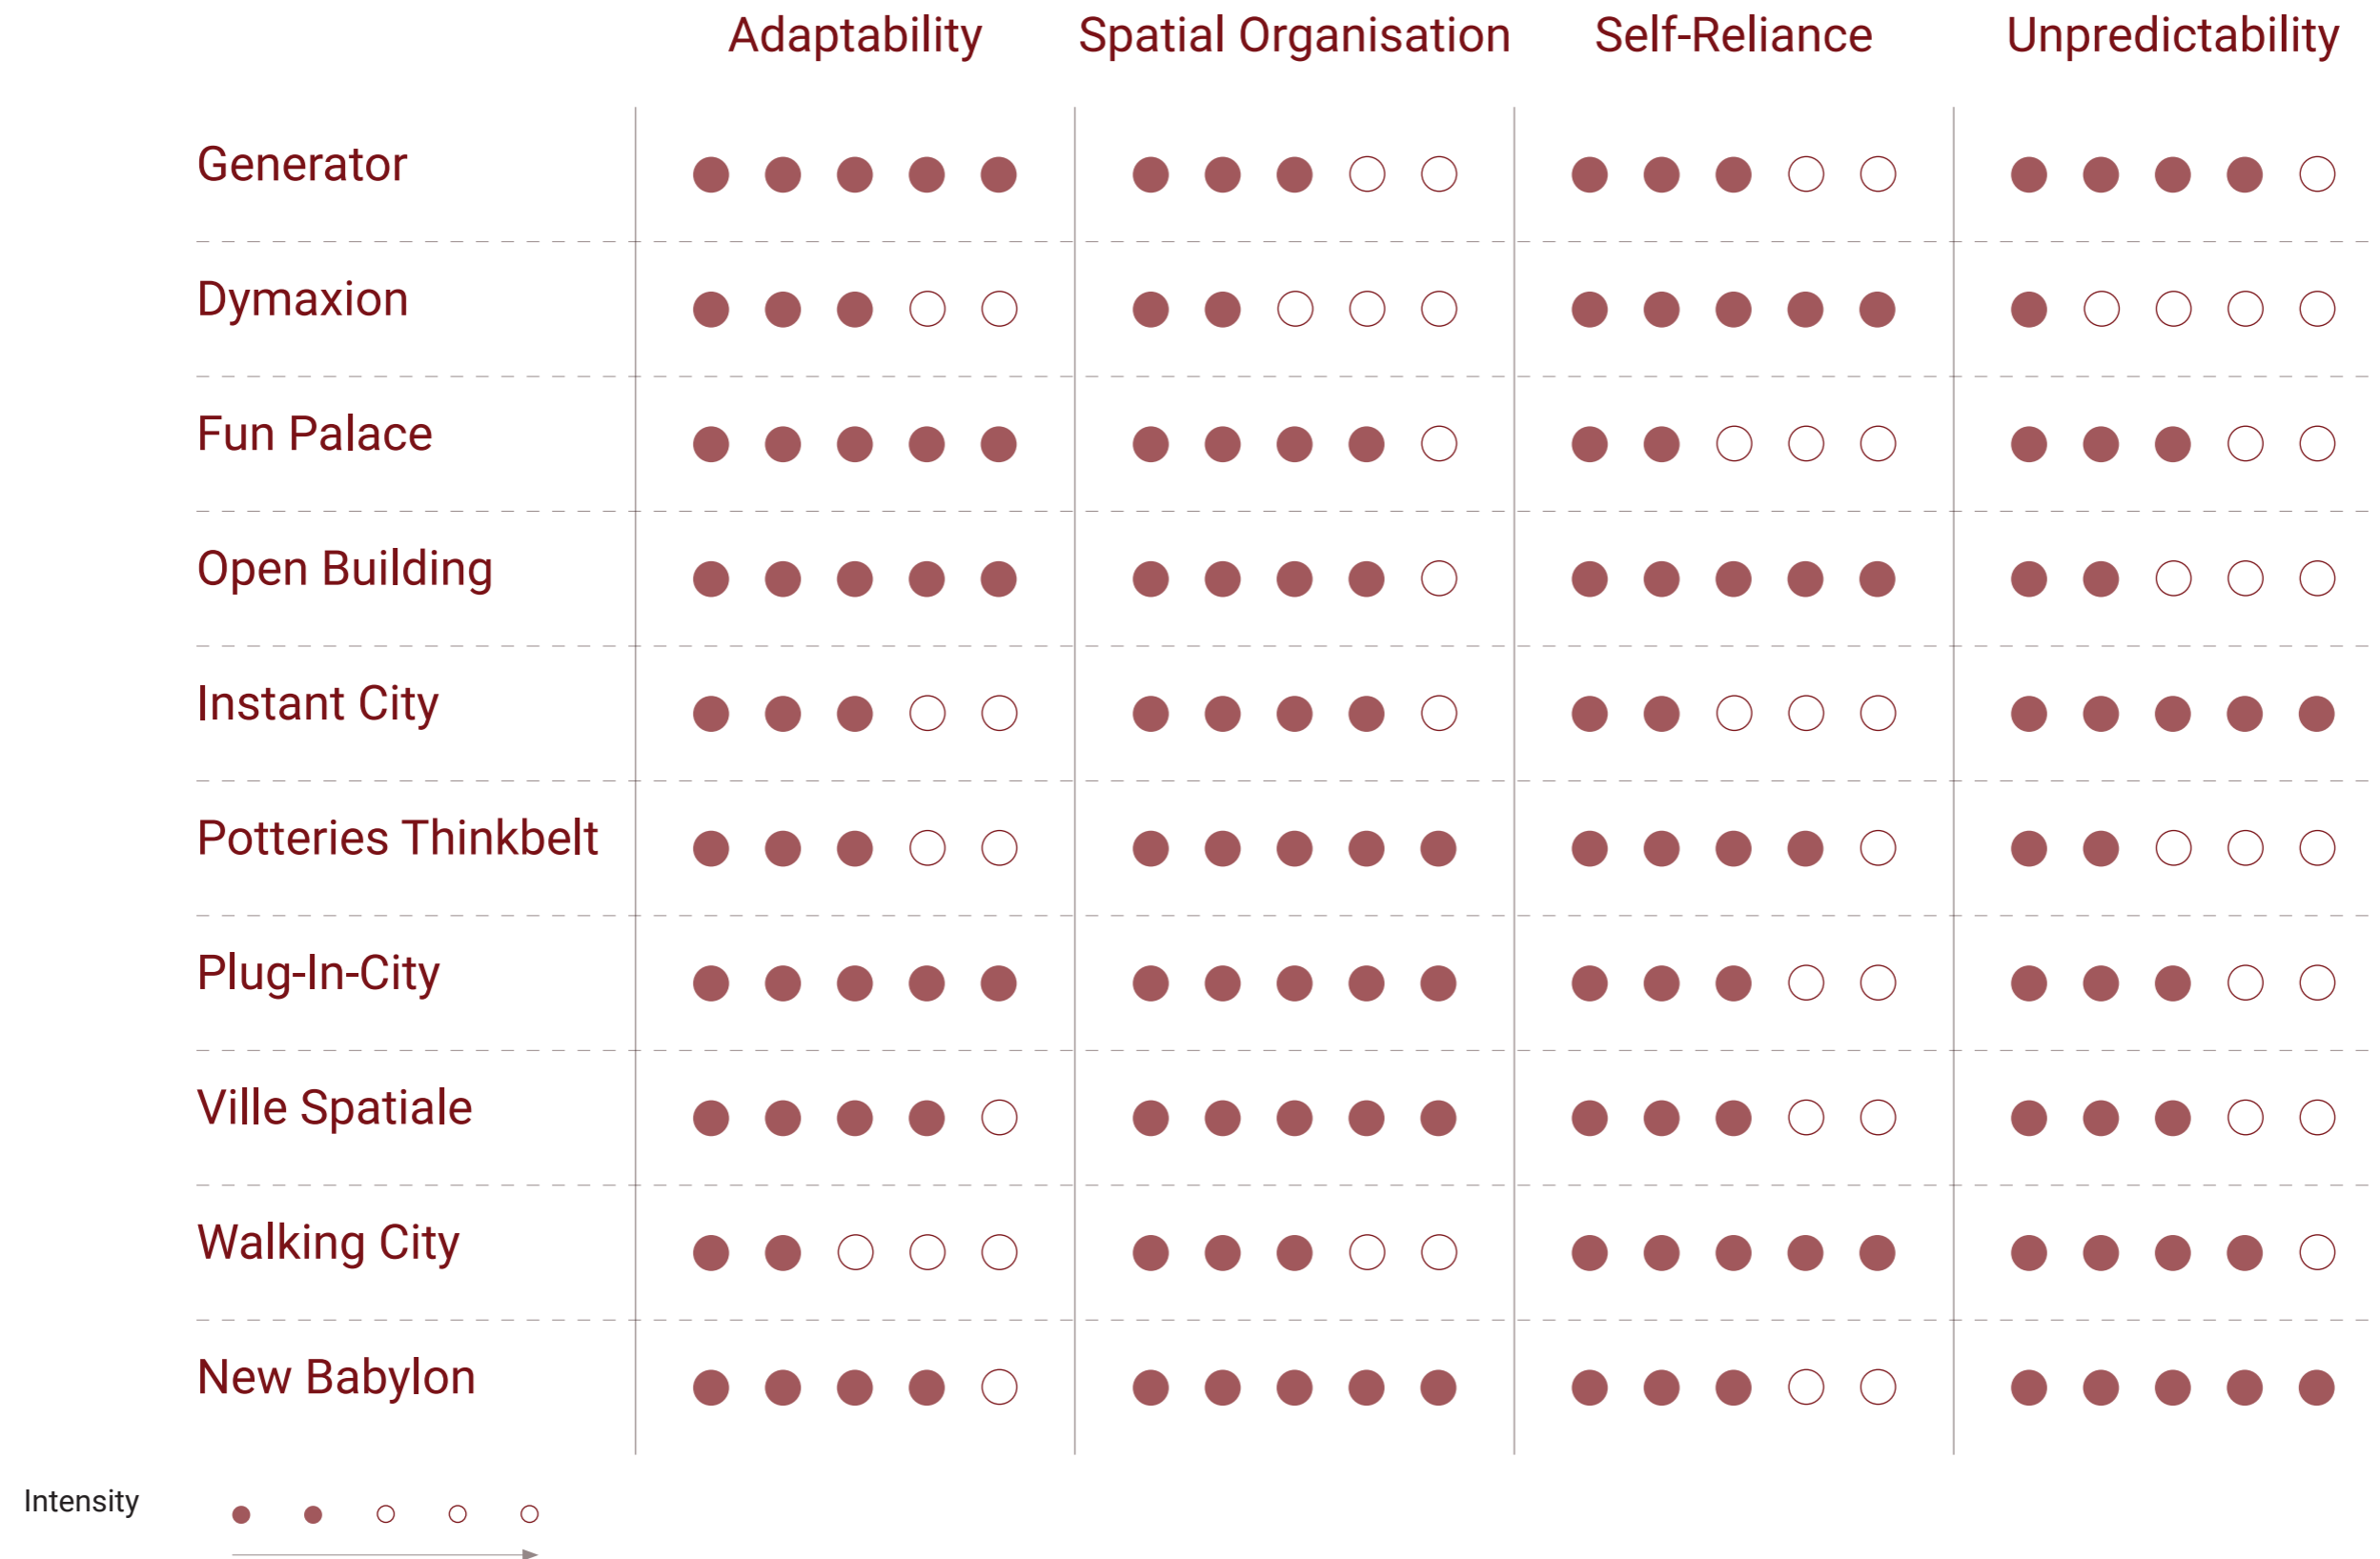 Adaptability Spatial Organisation Self-Reliance Unpredictability
Generator
Dymaxion
Fun Palace
Open Building
Instant City
Potteries Thinkbelt
Plug-In-City
Ville Spatiale
Walking City
New Babylon
Intensity